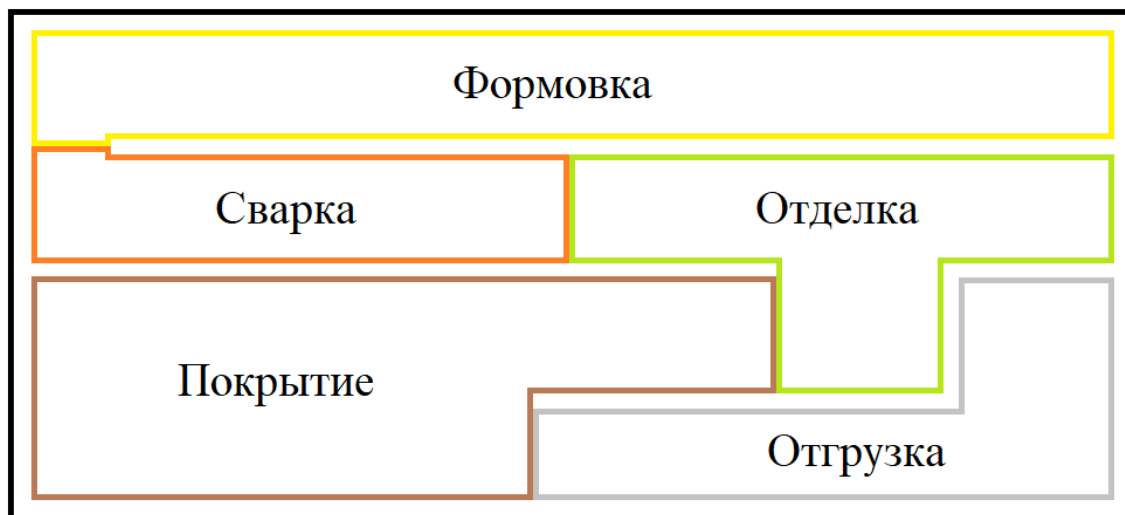 Формовка
Сварка
Отделка
Покрытие
Отгрузка